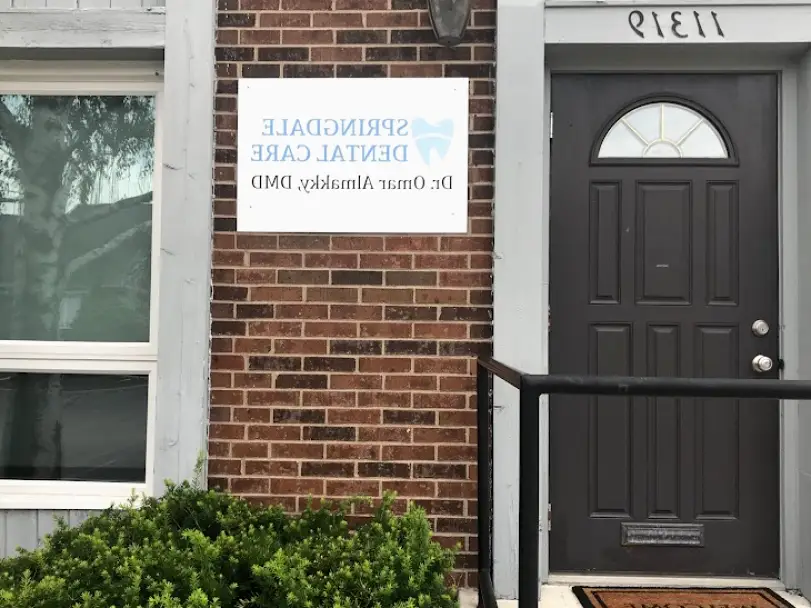 11319
SPRINGDALE
DENTAL CARE
Dr. Omar Almakky, DMD